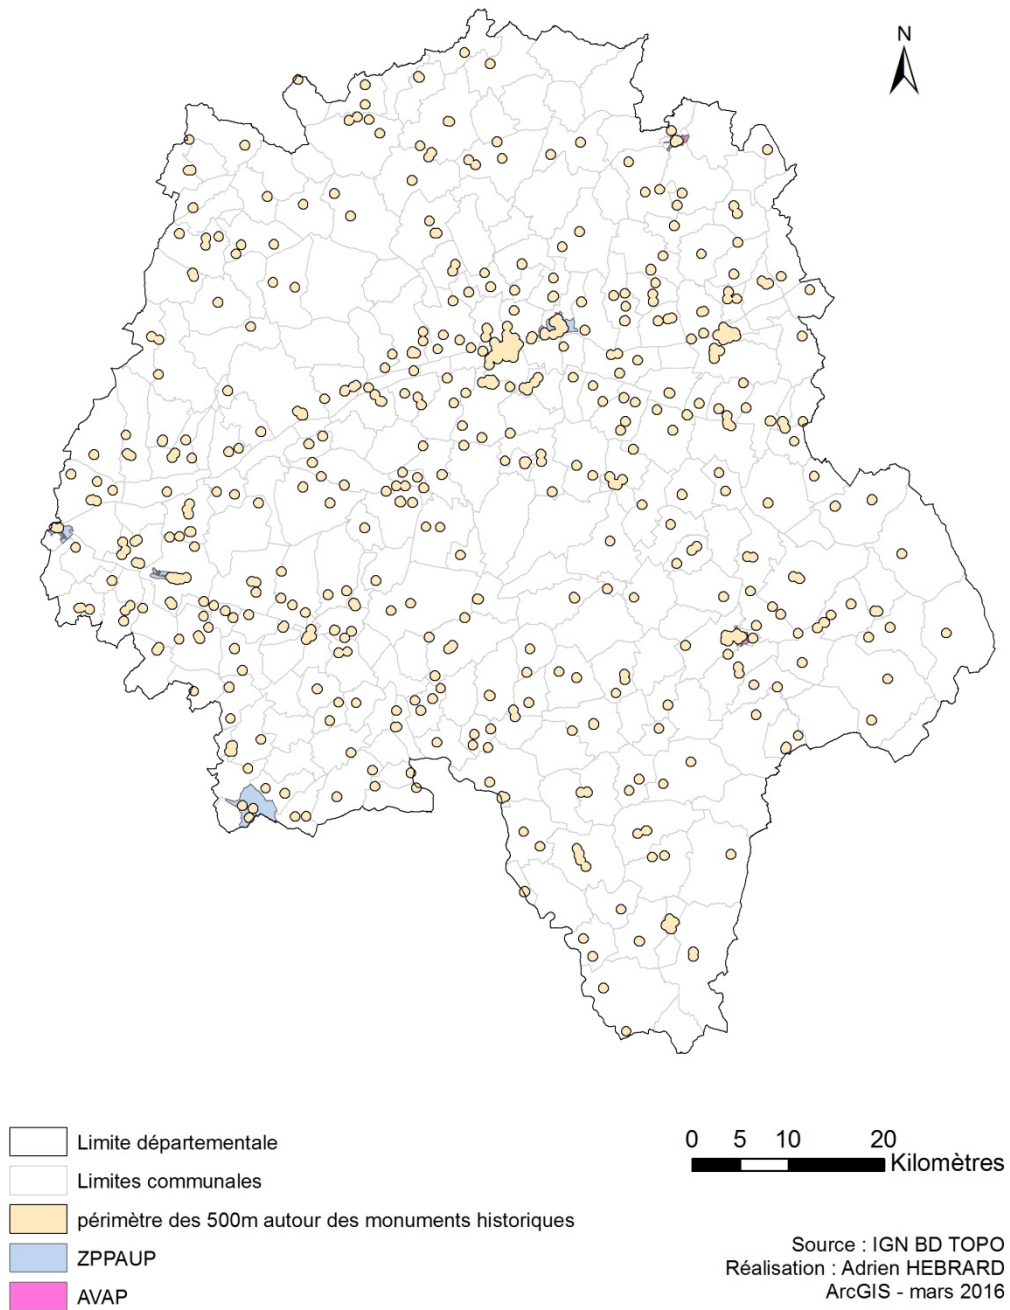 N
Limite départementale
Limites communales
périmètre des 500m autour des monuments historiques
ZPPAUP
AVAP
0 5 10 20
Kilomètres
Source : IGN BD TOPO
Réalisation : Adrien HEBRARD
ArcGIS - mars 2016